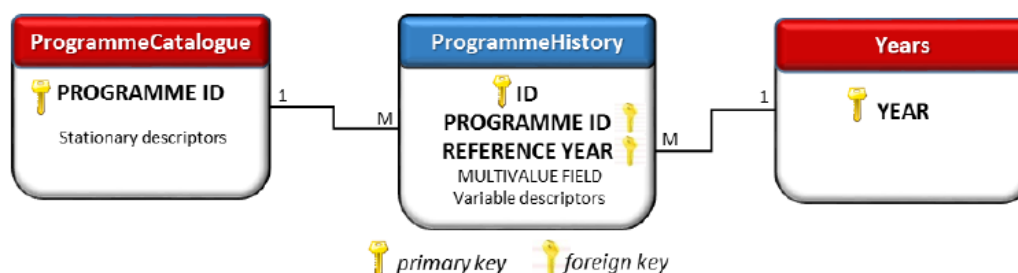 ProgrammeCatalogue
PROGRAMME ID
Stationary descriptors
1
M
ProgrammeHistory
ID
PROGRAMME ID
REFERENCE YEAR
MULTIVALUE FIELD
Variable descriptors
M
1
Years
YEAR
primary key
foreign key